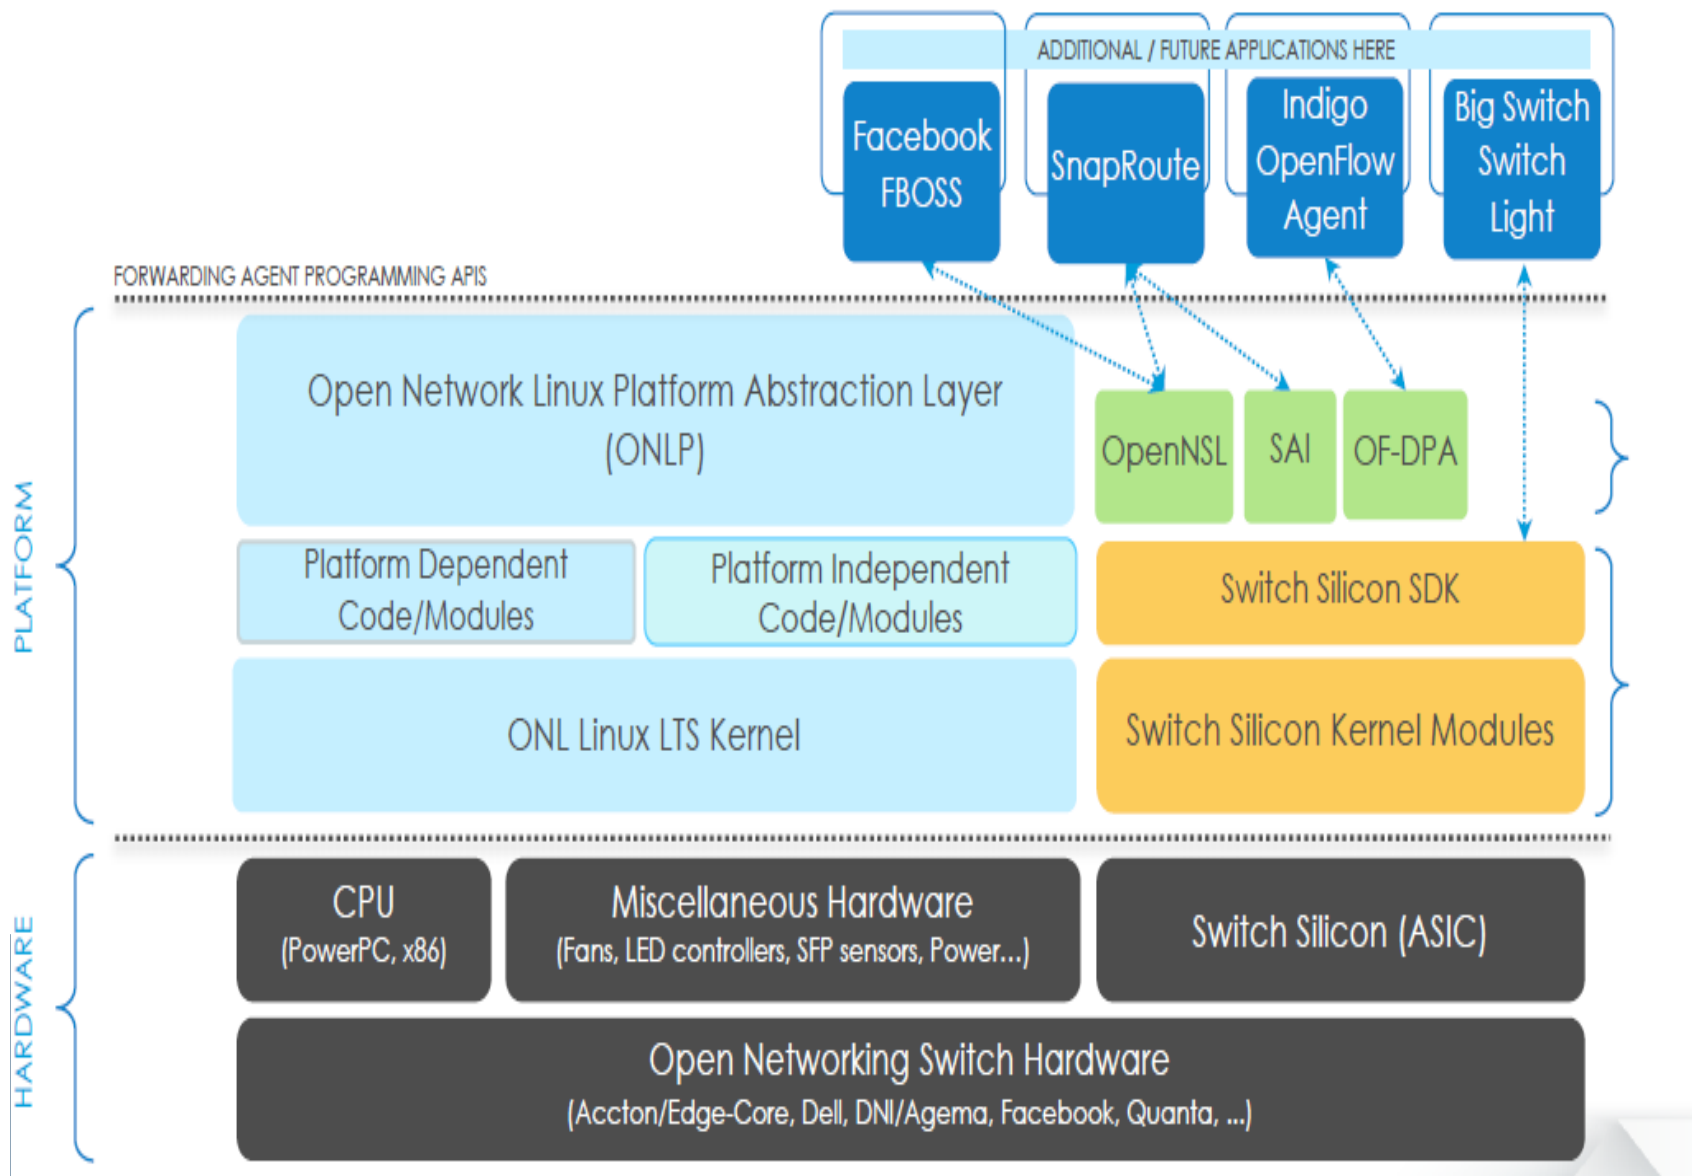 ADDITIONAL / FUTURE APPLICATIONS HERE
Facebook
FBOSS
SnapRoute
Indigo
OpenFlow
Agent
Big Switch
Switch
Light
FORWARDING AGENT PROGRAMMING APIS
PLATFORM
Open Network Linux Platform Abstraction Layer
(ONLP)
OpenNSL
SAI
OF-DPA
Platform Dependent
Code/Modules
Platform Independent
Code/Modules
Switch Silicon SDK
ONL Linux LTS Kernel
Switch Silicon Kernel Modules
HARDWARE
CPU
(PowerPC, x86)
Miscellaneous Hardware
(Fans, LED controllers, SFP sensors, Power...)
Switch Silicon (ASIC)
Open Networking Switch Hardware
(Accton/Edge-Core, Dell, DNI/Agema, Facebook, Quanta, ...)